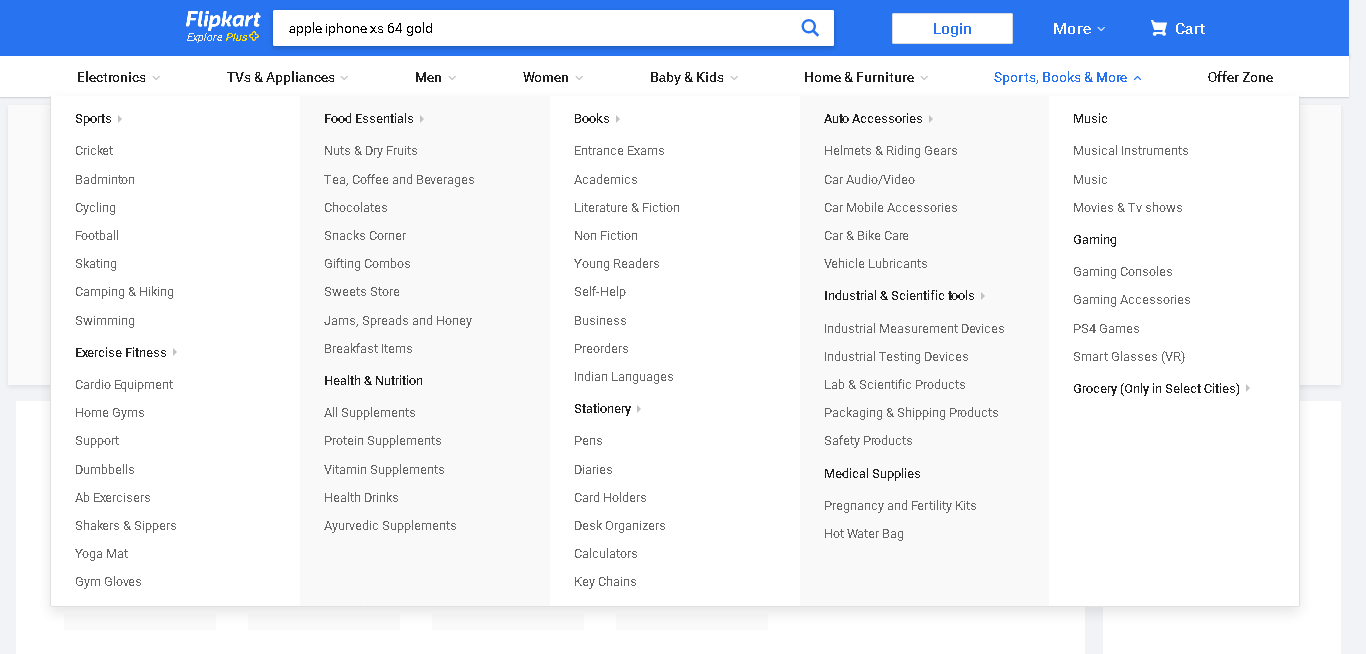 Flipkart
Explore Plus
apple iphone xs 64 gold
Login
More
Cart
Electronics
TVs & Appliances
Men
Women
Baby & Kids
Home & Furniture
Sports, Books & More
Offer Zone
Sports
Cricket
Badminton
Cycling
Football
Skating
Camping & Hiking
Swimming
Exercise Fitness
Cardio Equipment
Home Gyms
Support
Dumbbells
Ab Exercisers
Shakers & Sippers
Yoga Mat
Gym Gloves
Food Essentials
Nuts & Dry Fruits
Tea, Coffee and Beverages
Chocolates
Snacks Corner
Gifting Combos
Sweets Store
Jams, Spreads and Honey
Breakfast Items
Health & Nutrition
All Supplements
Protein Supplements
Vitamin Supplements
Health Drinks
Ayurvedic Supplements
Books
Entrance Exams
Academics
Literature & Fiction
Non Fiction
Young Readers
Self-Help
Business
Preorders
Indian Languages
Stationery
Pens
Diaries
Card Holders
Desk Organizers
Calculators
Key Chains
Auto Accessories
Helmets & Riding Gears
Car Audio/Video
Car Mobile Accessories
Car & Bike Care
Vehicle Lubricants
Industrial & Scientific tools
Industrial Measurement Devices
Industrial Testing Devices
Lab & Scientific Products
Packaging & Shipping Products
Safety Products
Medical Supplies
Pregnancy and Fertility Kits
Hot Water Bag
Music
Musical Instruments
Music
Movies & Tv shows
Gaming
Gaming Consoles
Gaming Accessories
PS4 Games
Smart Glasses (VR)
Grocery (Only in Select Cities)